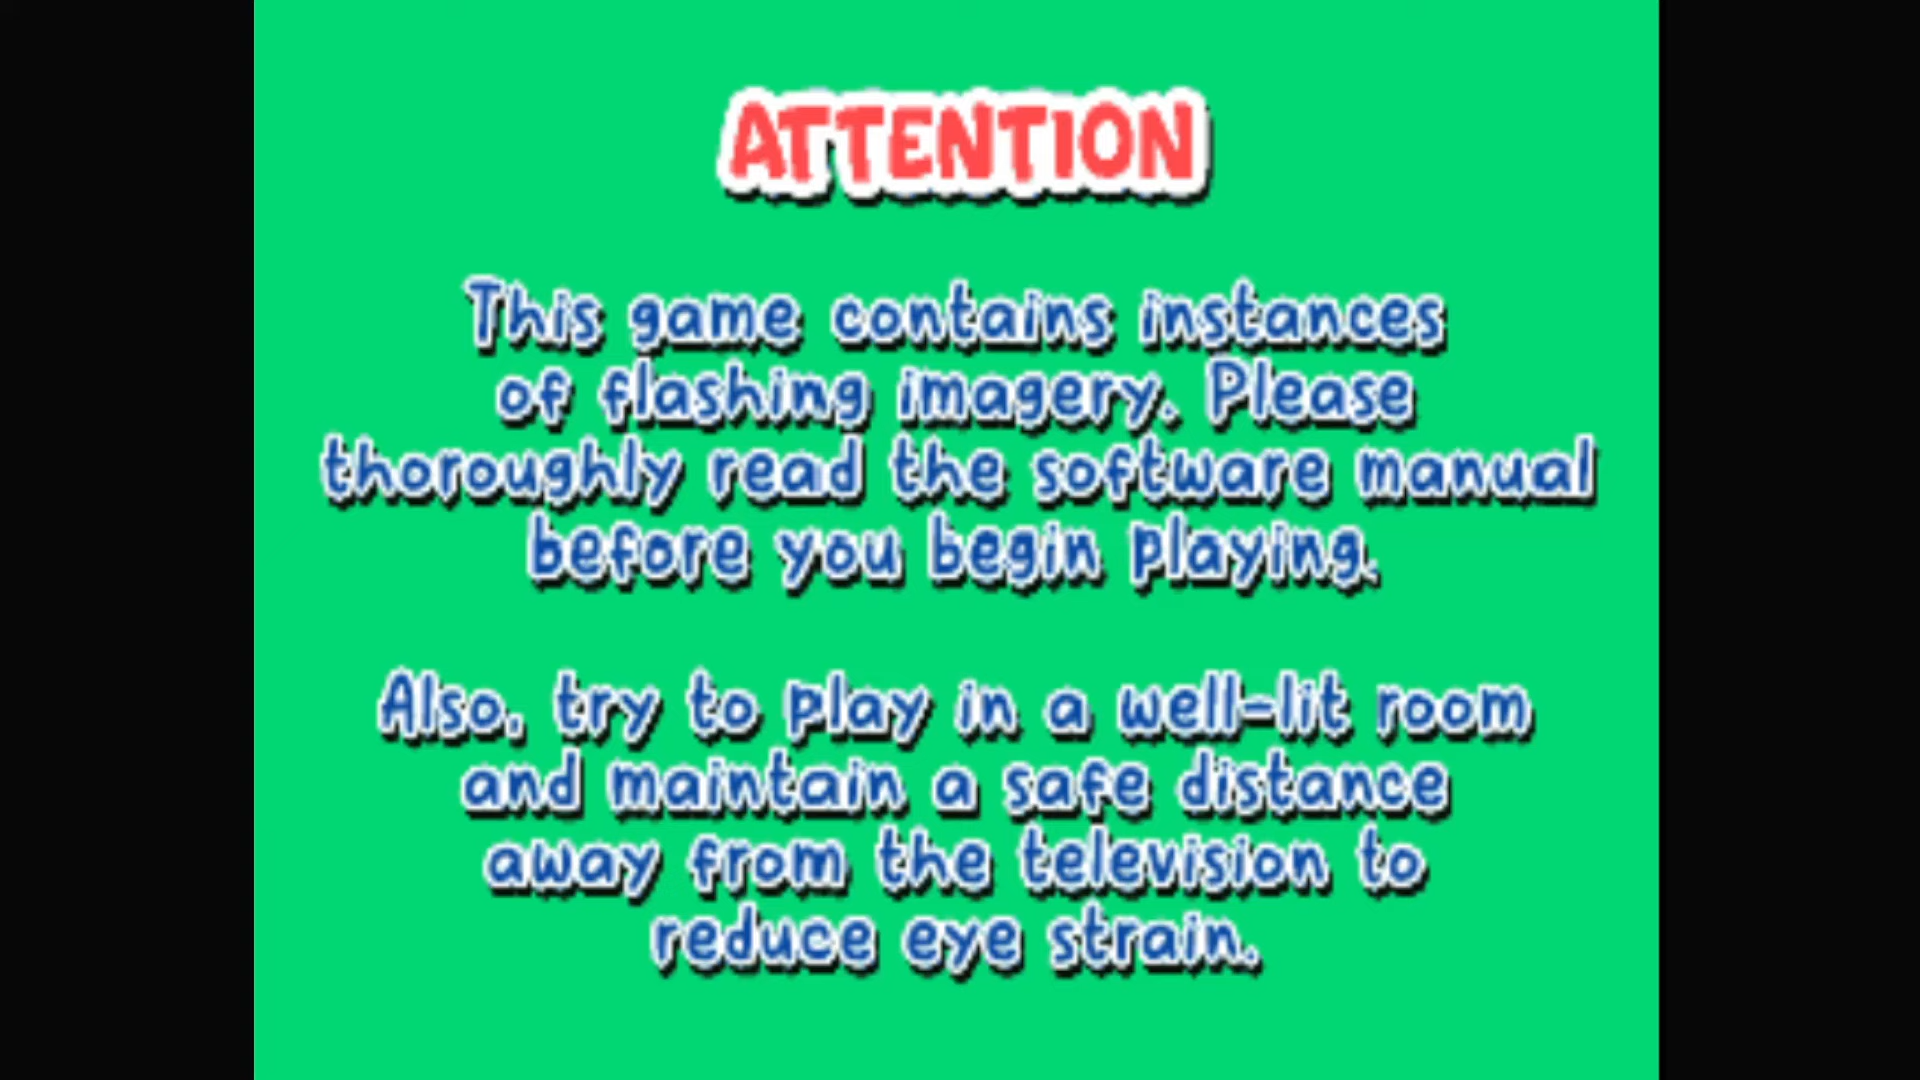 ATTENTION
This game contains instances
of flashing imagery. Please
thoroughly read the software manual
before you begin playing.
Also, try to play in a well-lit room
and maintain a safe distance
away from the television to
reduce eye strain.